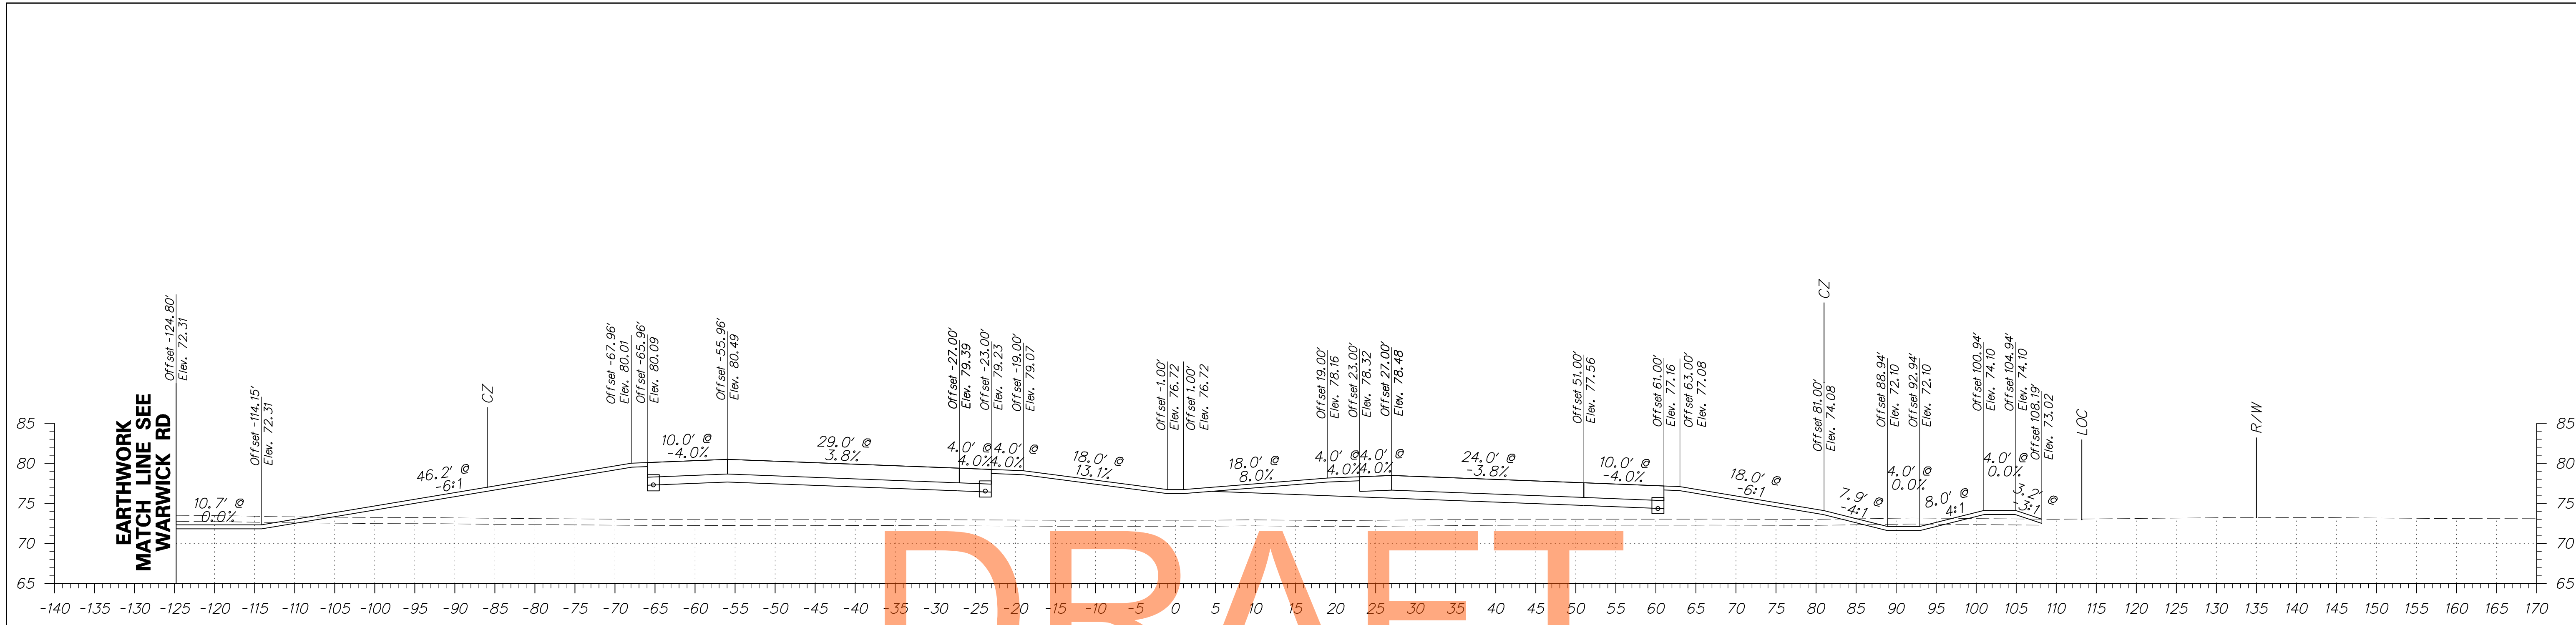 EARTHWORK
MATCH LINE SEE
WARWICK RD
Offset -124.80'
Elev. 72.31
Offset -114.15'
Elev. 72.31
CZ
Offset -67.96'
Elev. 80.01
Offset -65.96'
Elev. 80.09
Offset -55.96'
Elev. 80.49
Offset -27.00'
Elev. 79.39
Offset -23.00'
Elev. 79.23
Offset -19.00'
Elev. 79.07
Offset -1.00'
Elev. 76.72
Offset 1.00'
Elev. 76.72
Offset 19.00'
Elev. 78.16
Offset 23.00'
Elev. 78.32
Offset 27.00'
Elev. 78.48
Offset 51.00'
Elev. 77.56
Offset 61.00'
Elev. 77.16
Offset 63.00'
Elev. 77.08
CZ
Offset 81.00'
Elev. 74.08
Offset 88.94'
Elev. 72.10
Offset 92.94'
Elev. 72.10
Offset 100.94'
Elev. 74.10
Offset 104.94'
Elev. 74.10
Offset 108.19'
Elev. 73.02
LOC
R/W
10.7' @
0.0%
46.2' @
-6:1
10.0' @
-4.0%
29.0' @
3.8%
4.0' @
4.0%
4.0' @
4.0%
18.0' @
13.1%
18.0' @
8.0%
4.0' @
4.0%
4.0' @
4.0%
24.0' @
-3.8%
10.0' @
-4.0%
18.0' @
-6:1
7.9' @
-4:1
4.0' @
0.0%
8.0' @
4:1
4.0' @
0.0%
3.2' @
-3:1
85
80
75
70
65
85
80
75
70
65
DRAFT
-140 -135 -130 -125 -120 -115 -110 -105 -100 -95 -90 -85 -80 -75 -70 -65 -60 -55 -50 -45 -40 -35 -30 -25 -20 -15 -10 -5 0 5 10 15 20 25 30 35 40 45 50 55 60 65 70 75 80 85 90 95 100 105 110 115 120 125 130 135 140 145 150 155 160 165 170